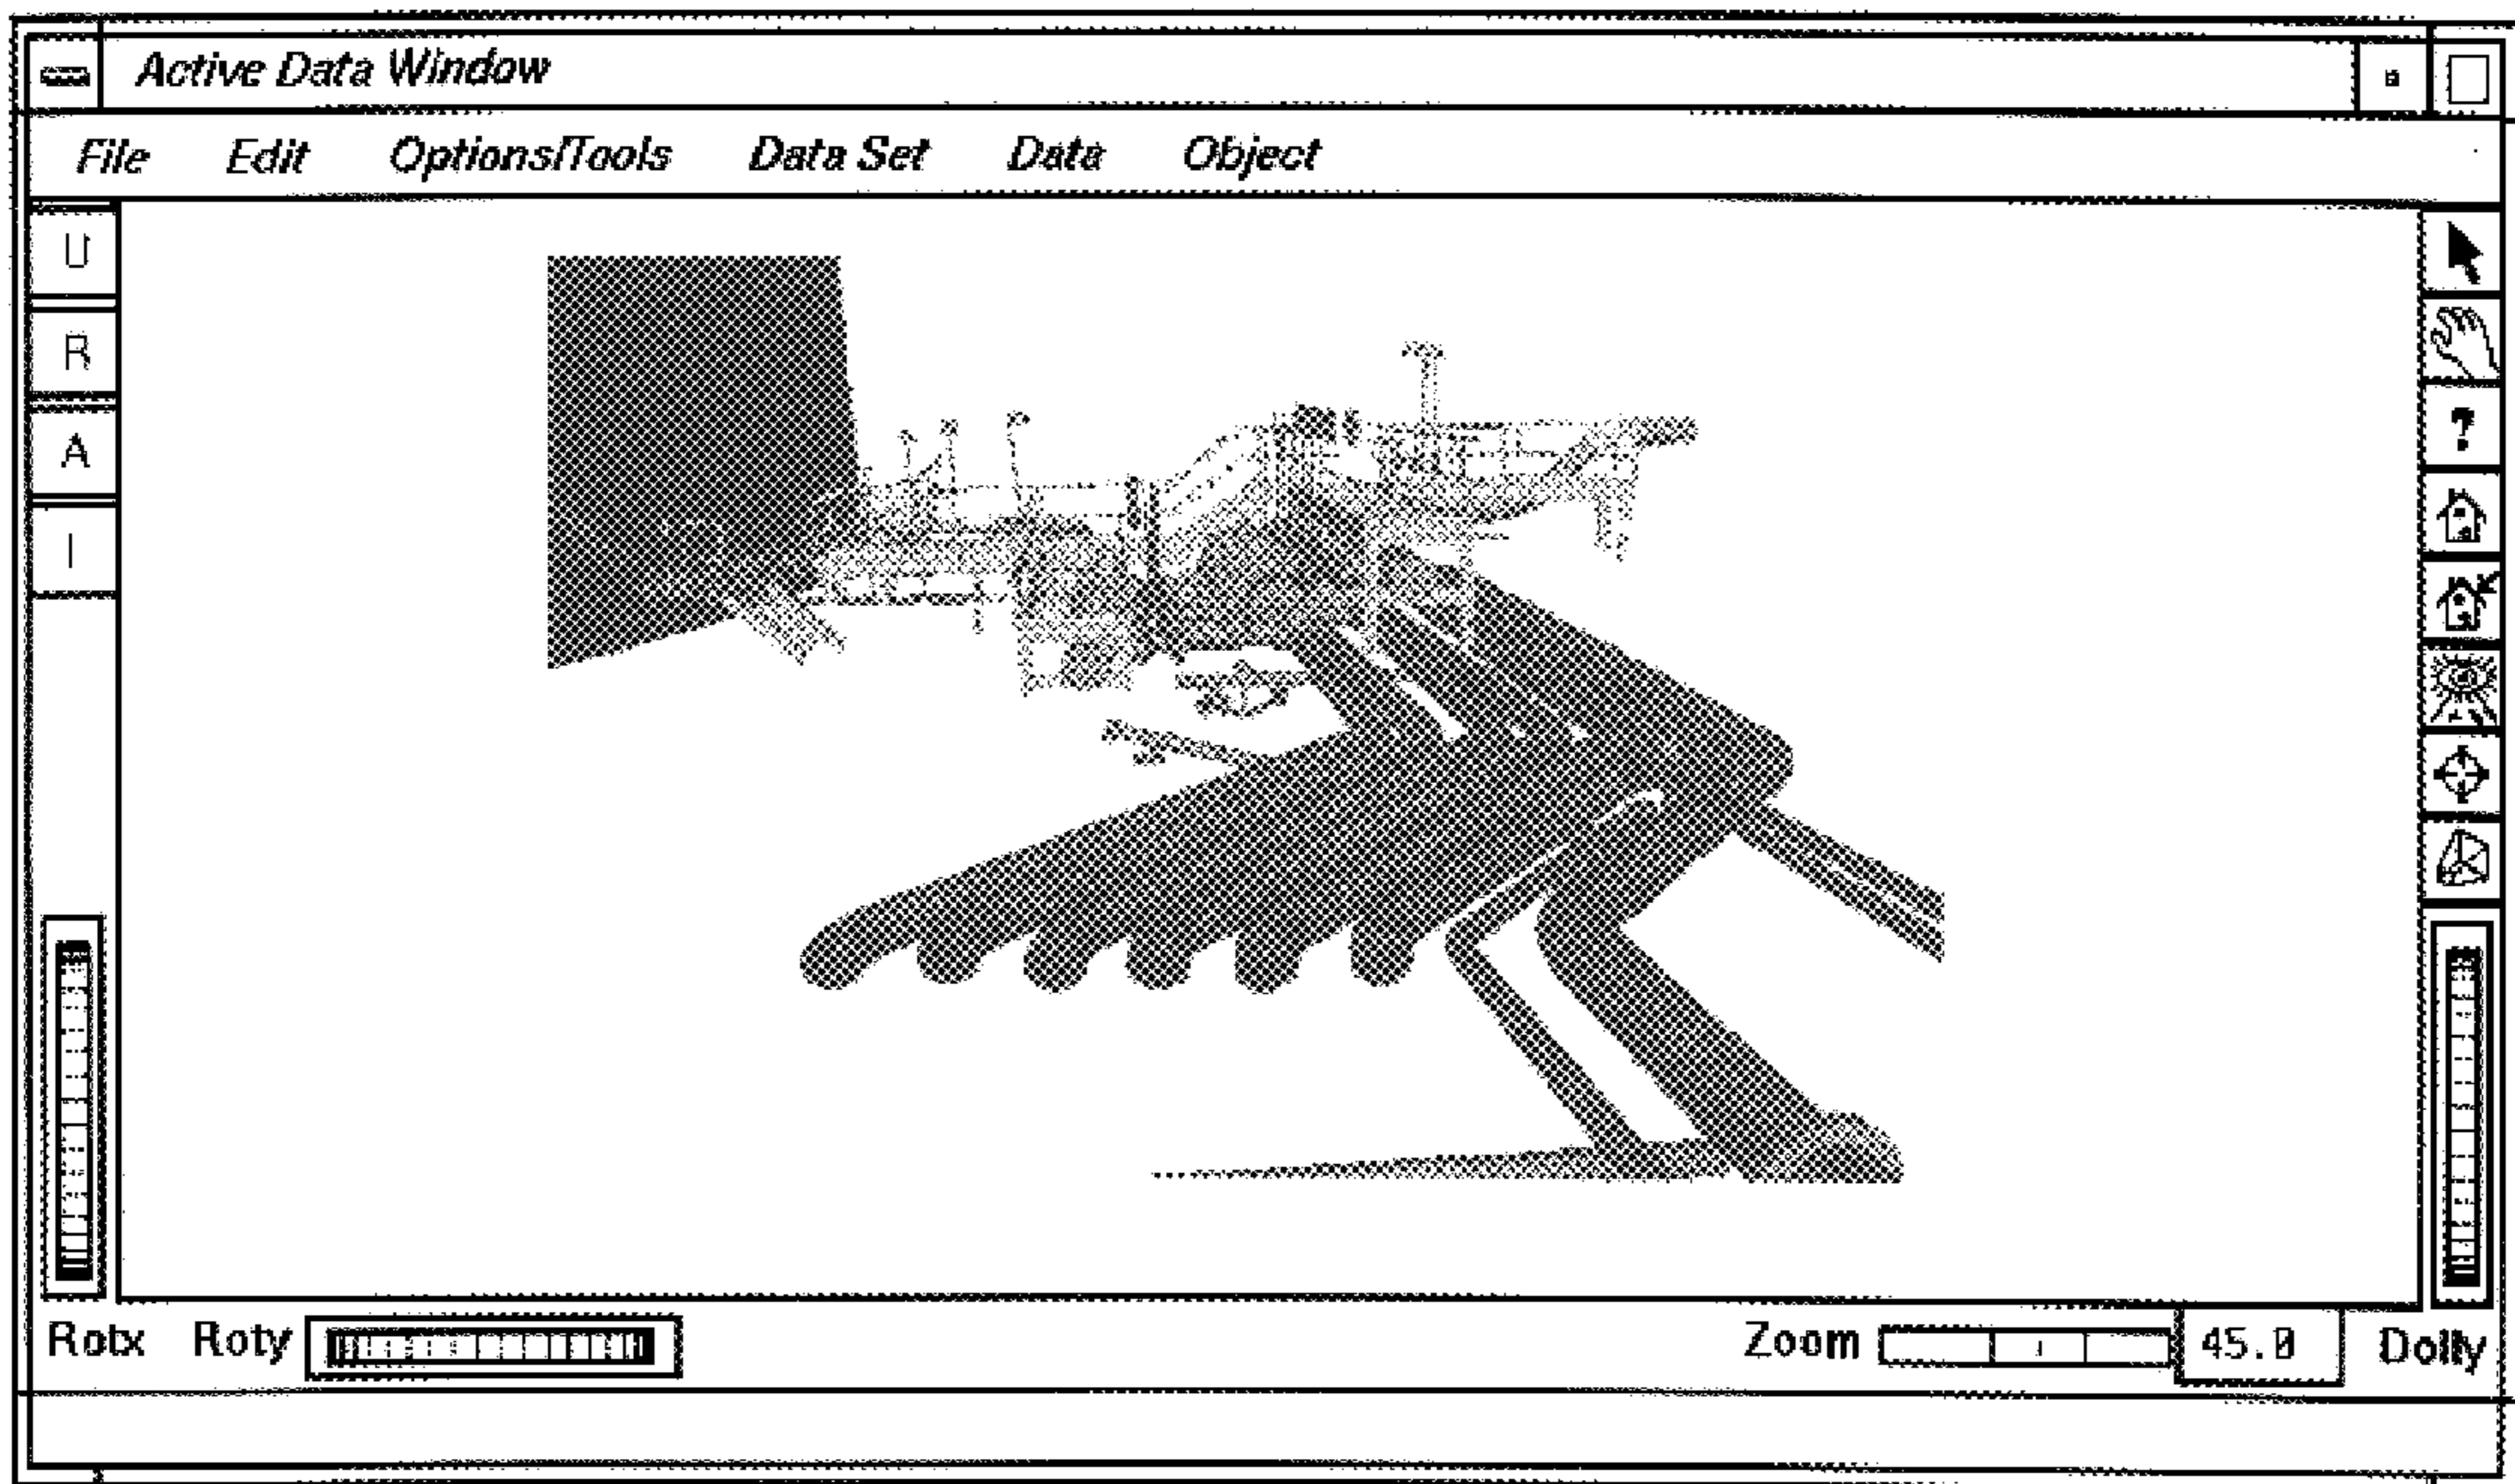 Active Data Window
File Edit Options/Tools Data Set Data Object
U
R
A
I
?
Rotx Roty Zoom 45.0 Dolly